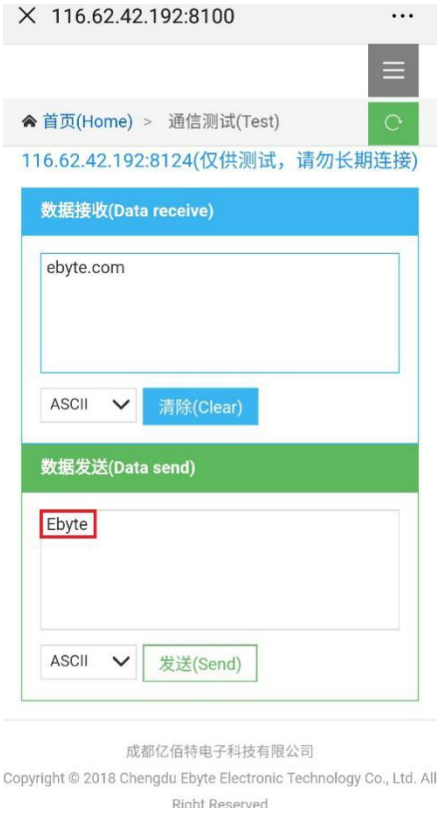 116.62.42.192:8100
首页(Home) > 通信测试(Test)
116.62.42.192:8124(仅供测试，请勿长期连接)
数据接收(Data receive)
ebyte.com
ASCII 清除(Clear)
数据发送(Data send)
Ebyte
ASCII 发送(Send)
成都亿佰特电子科技有限公司
Copyright © 2018 Chengdu Ebyte Electronic Technology Co., Ltd. All
Right Reserved